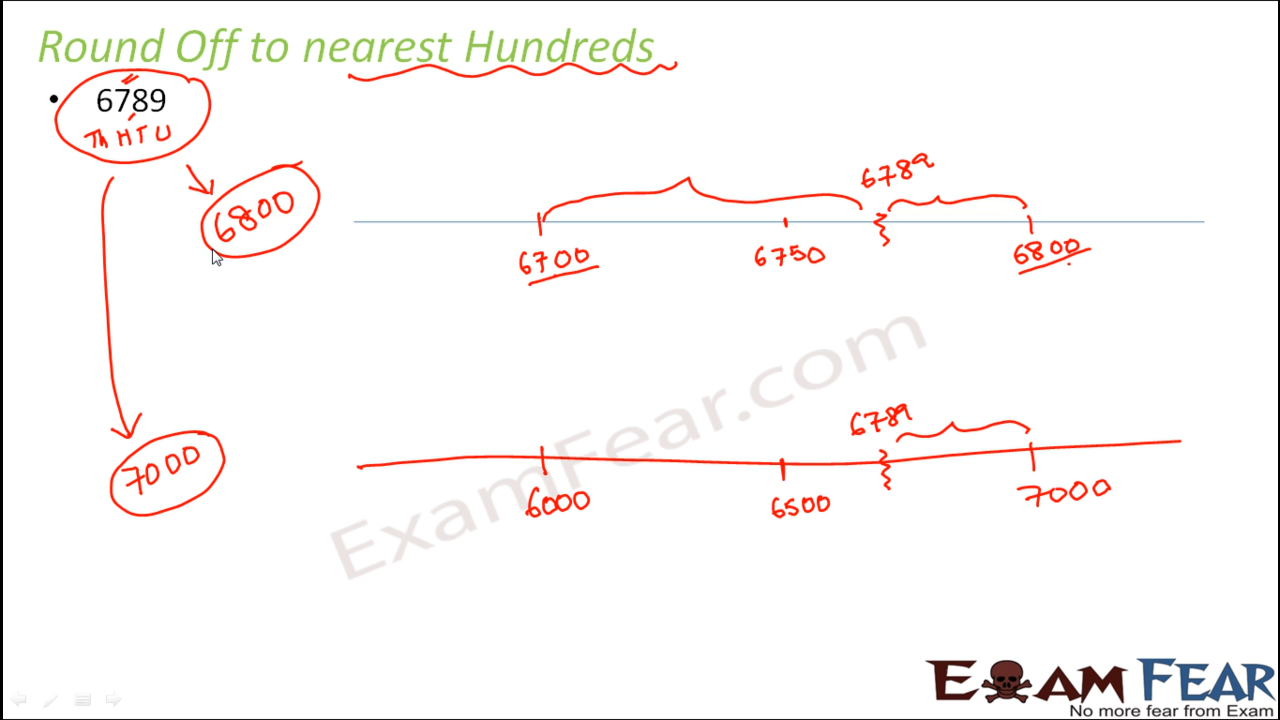 Round Off to nearest Hundreds
• 6789
Th H T U
6800
6789
6700 6750 6800
ExamFear.com
6789
7000
6000 6500 7000
EXAM FEAR
No more fear from Exam